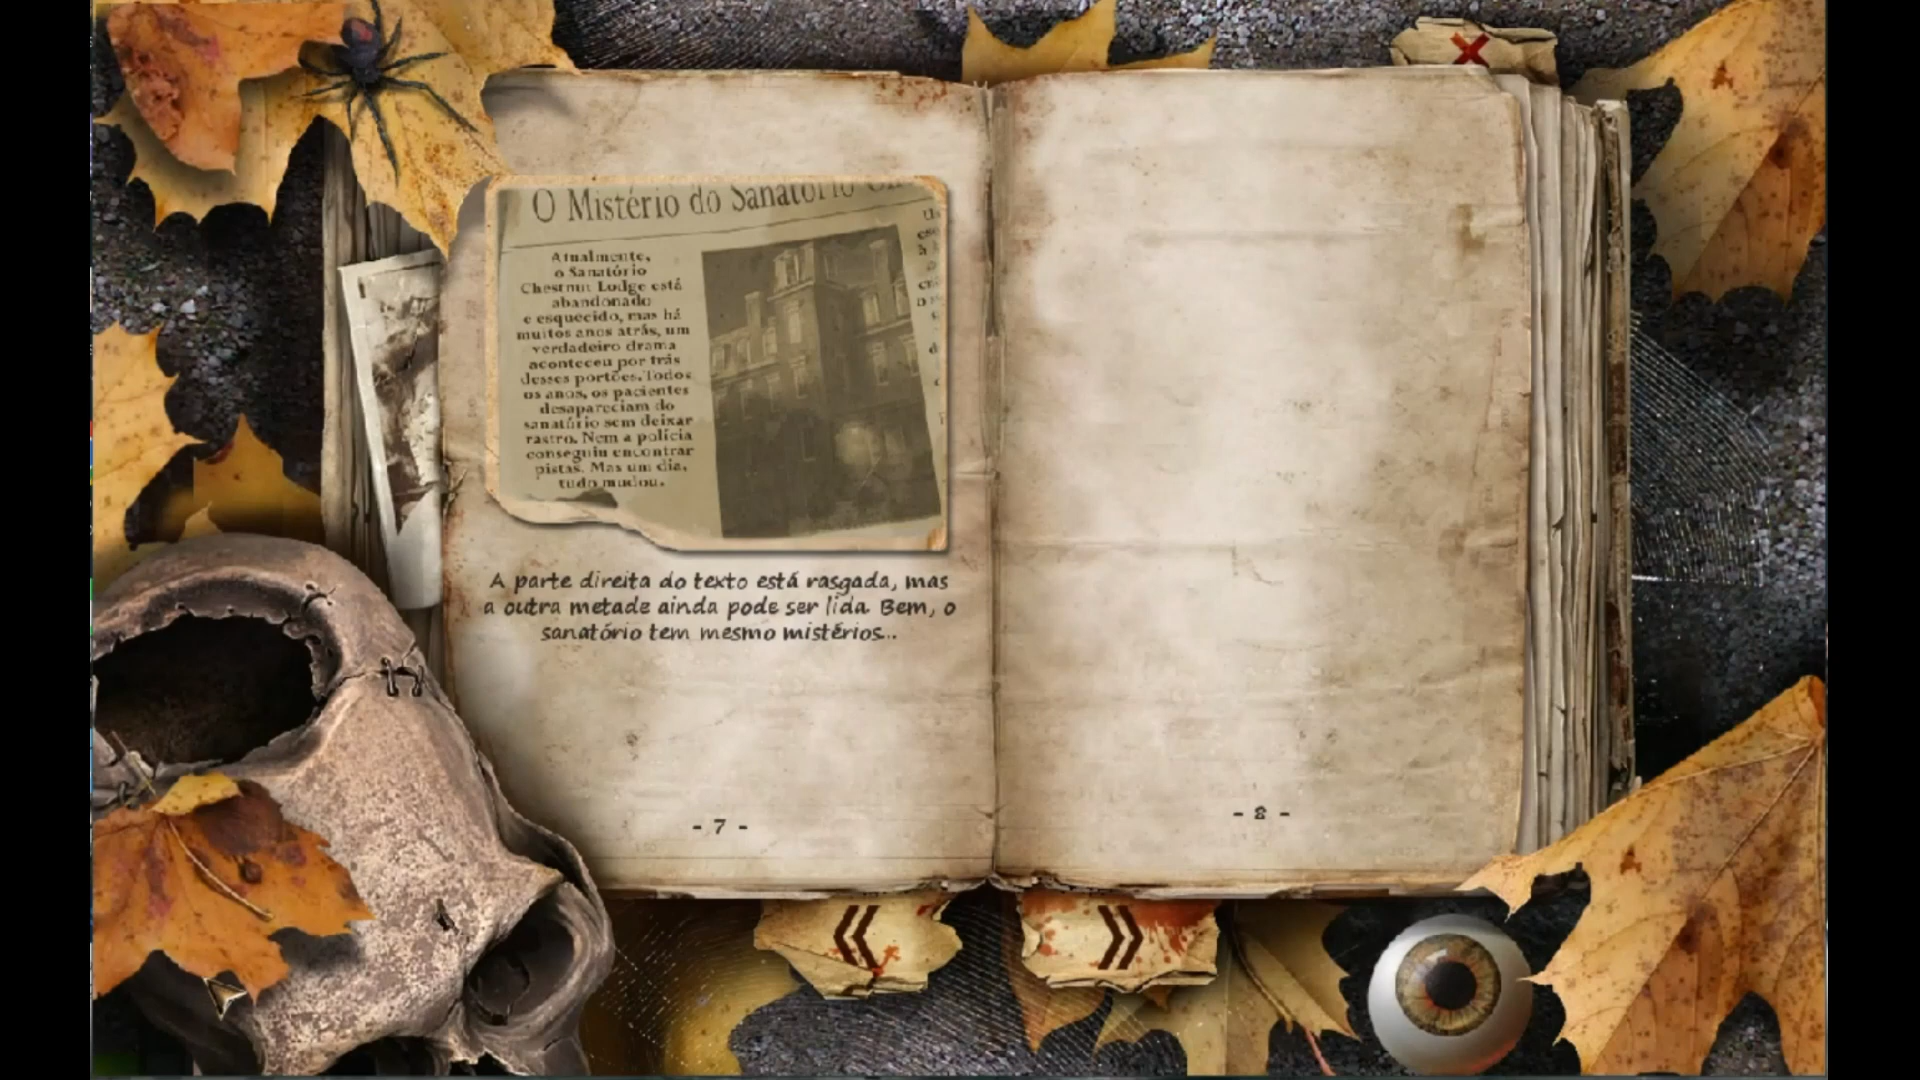 O Mistério do Sanatório
Atualmente,
o Sanatório
Chestnut Lodge está
abandonado
e esquecido, mas há
muitos anos atrás, um
verdadeiro drama
aconteceu por trás
desses portões. Todos
os anos, os pacientes
desapareciam do
sanatório sem deixar
rastro. Nem a polícia
conseguiu encontrar
pistas. Mas um dia,
tudo mudou.
A parte direita do texto está rasgada, mas
a outra metade ainda pode ser lida. Bem, o
sanatório tem mesmo mistérios...
- 7 -
- 8 -